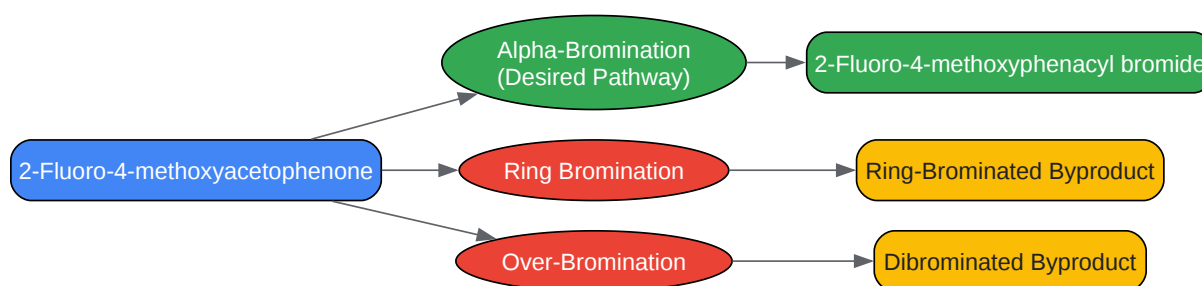 Alpha-Bromination
(Desired Pathway)
2-Fluoro-4-methoxyphenacyl bromide
2-Fluoro-4-methoxyacetophenone
Ring Bromination
Ring-Brominated Byproduct
Over-Bromination
Dibrominated Byproduct